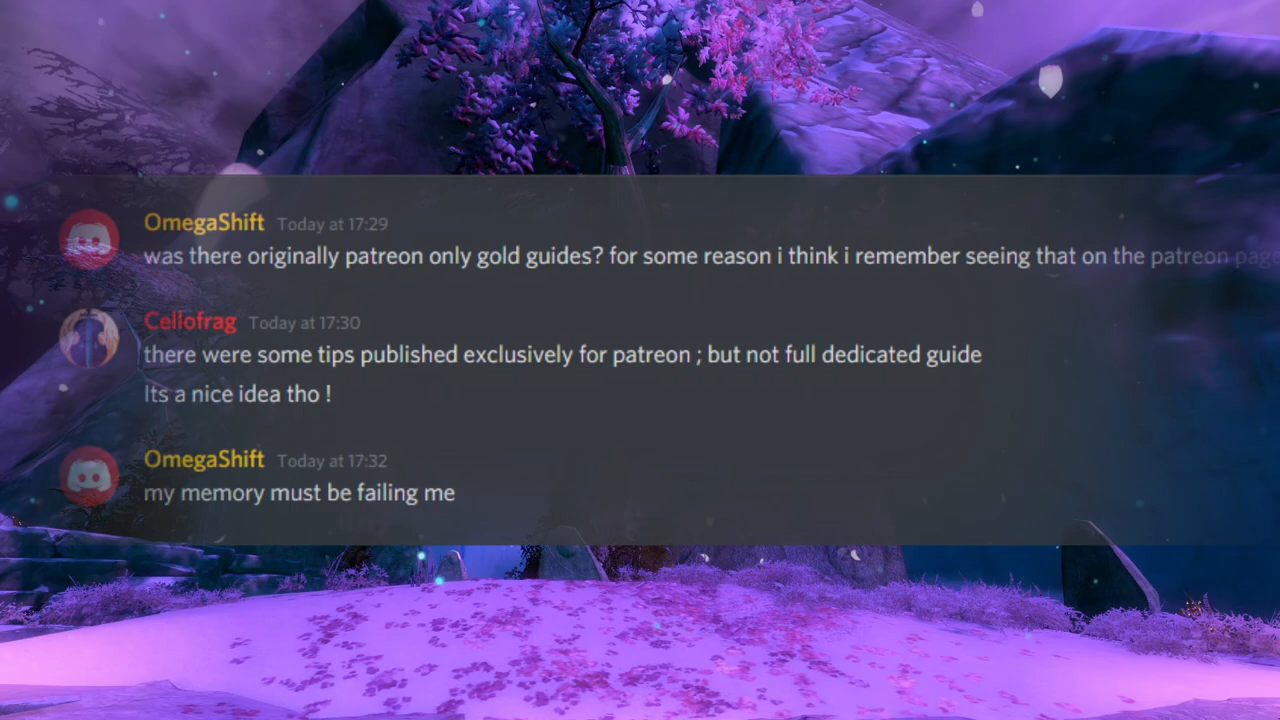 OmegaShift Today at 17:29
was there originally patreon only gold guides? for some reason i think i remember seeing that on the patreon page
Cellofrag Today at 17:30
there were some tips published exclusively for patreon ; but not full dedicated guide
Its a nice idea tho !
OmegaShift Today at 17:32
my memory must be failing me